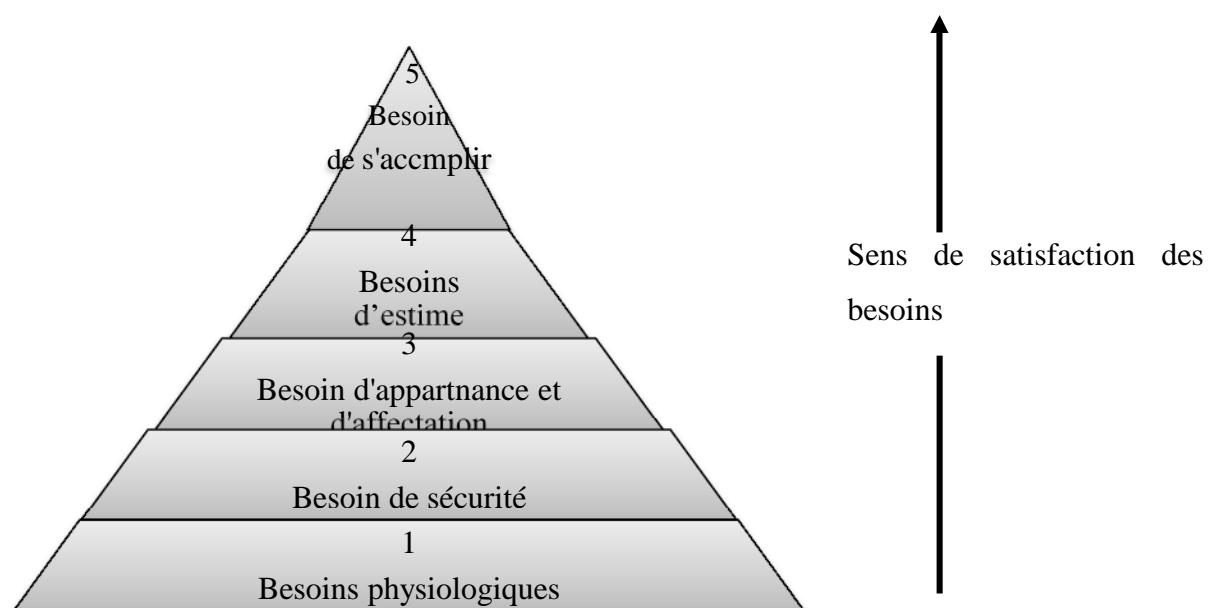 5
Besoin
de s'accmplir
4
Besoins
d’estime
3
Besoin d'appartnance et
d'affectation
2
Besoin de sécurité
1
Besoins physiologiques
Sens de satisfaction des
besoins